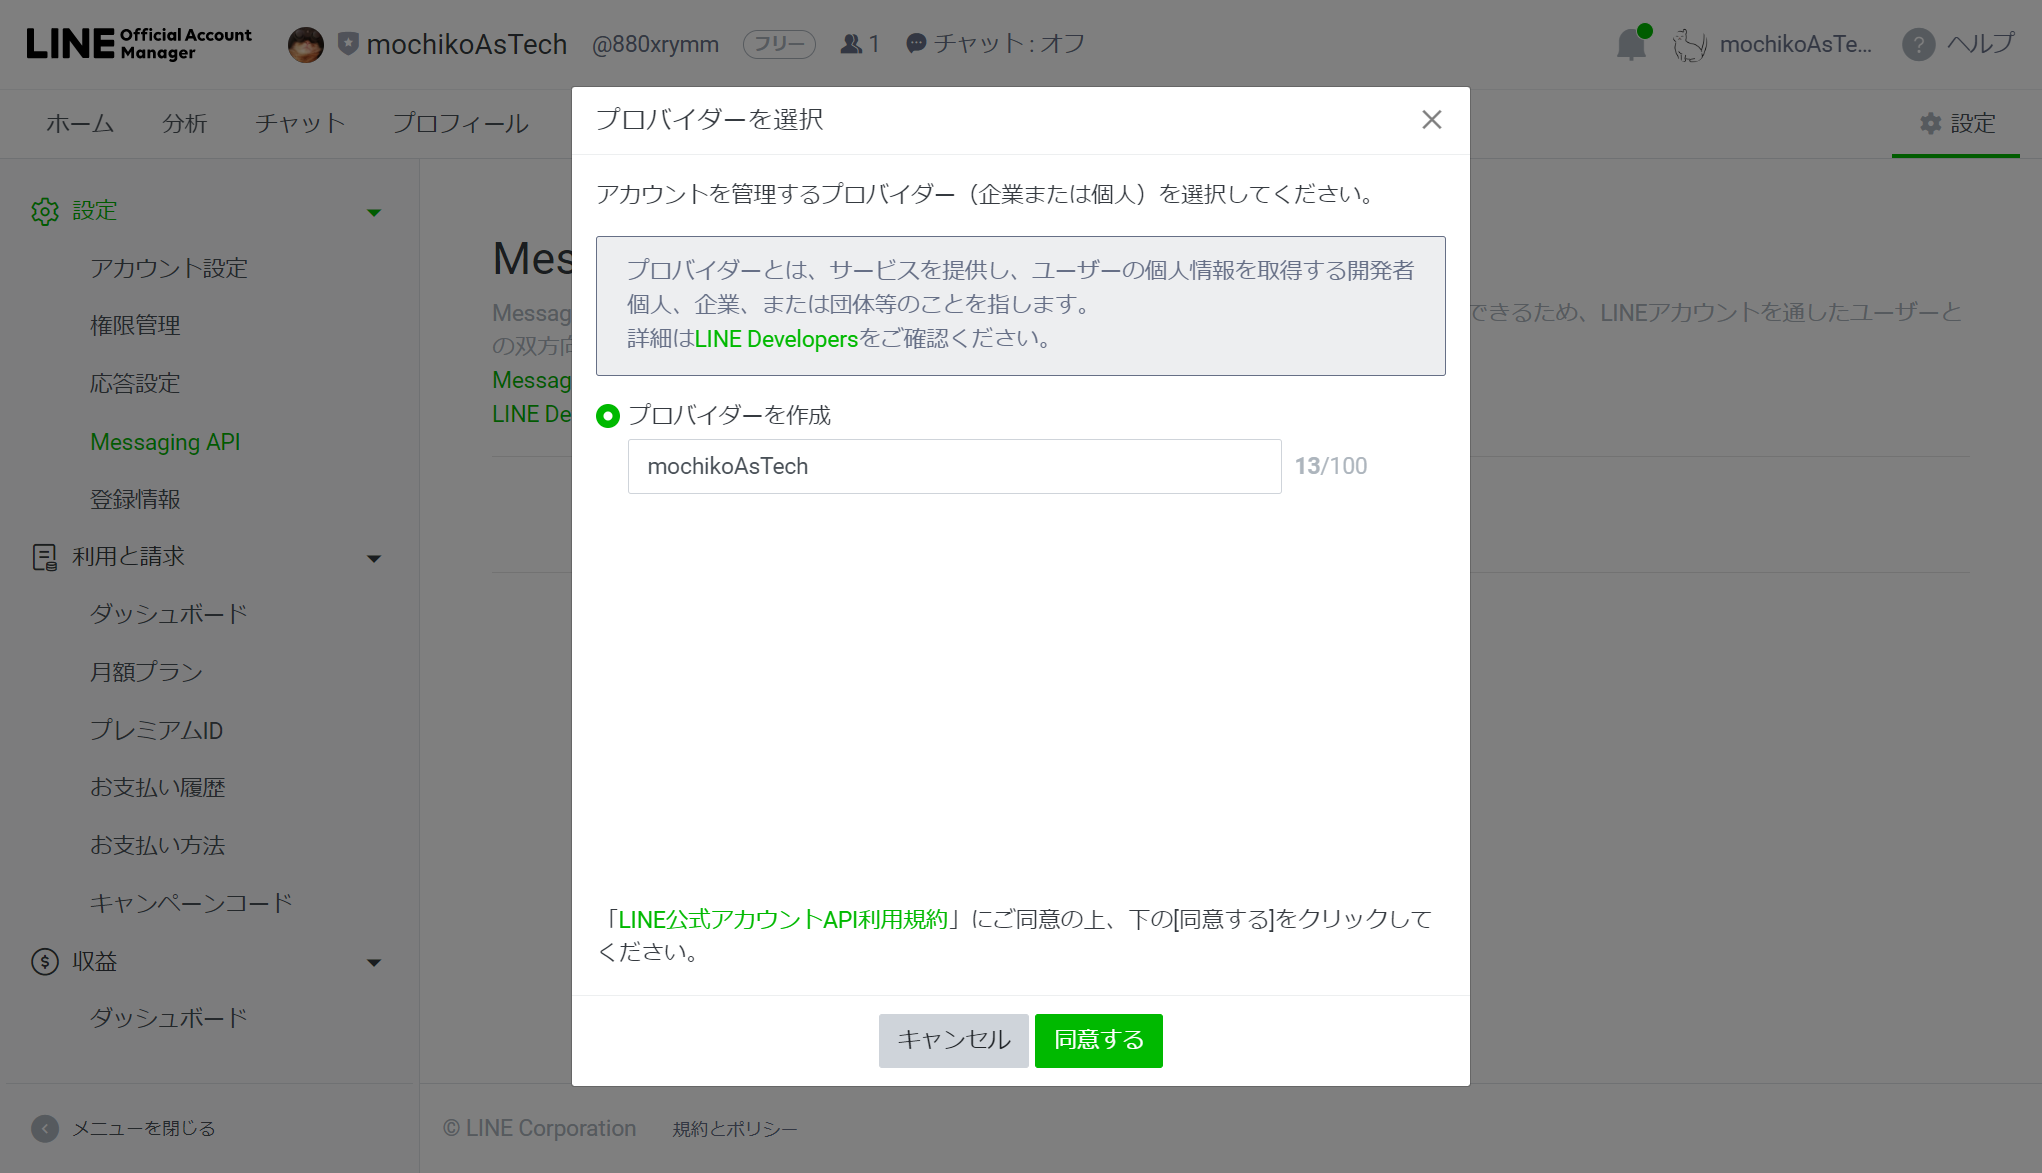 LINE Official Account Manager
mochikoAsTech @880xrymm フリー 1 チャット : オフ
mochikoAsTe... ? ヘルプ
ホーム 分析 チャット プロフィール 設定
設定
アカウント設定
権限管理
応答設定
Messaging API
登録情報
利用と請求
ダッシュボード
月額プラン
プレミアムID
お支払い履歴
お支払い方法
キャンペーンコード
収益
ダッシュボード
メニューを閉じる
Mes
Messag
できるため、LINEアカウントを通したユーザーと
の双方向
Messag
LINE De
プロバイダーを選択
アカウントを管理するプロバイダー（企業または個人）を選択してください。
プロバイダーとは、サービスを提供し、ユーザーの個人情報を取得する開発者
個人、企業、または団体等のことを指します。
詳細はLINE Developersをご確認ください。
プロバイダーを作成
mochikoAsTech 13/100
「LINE公式アカウントAPI利用規約」にご同意の上、下の[同意する]をクリックして
ください。
キャンセル 同意する
© LINE Corporation 規約とポリシー